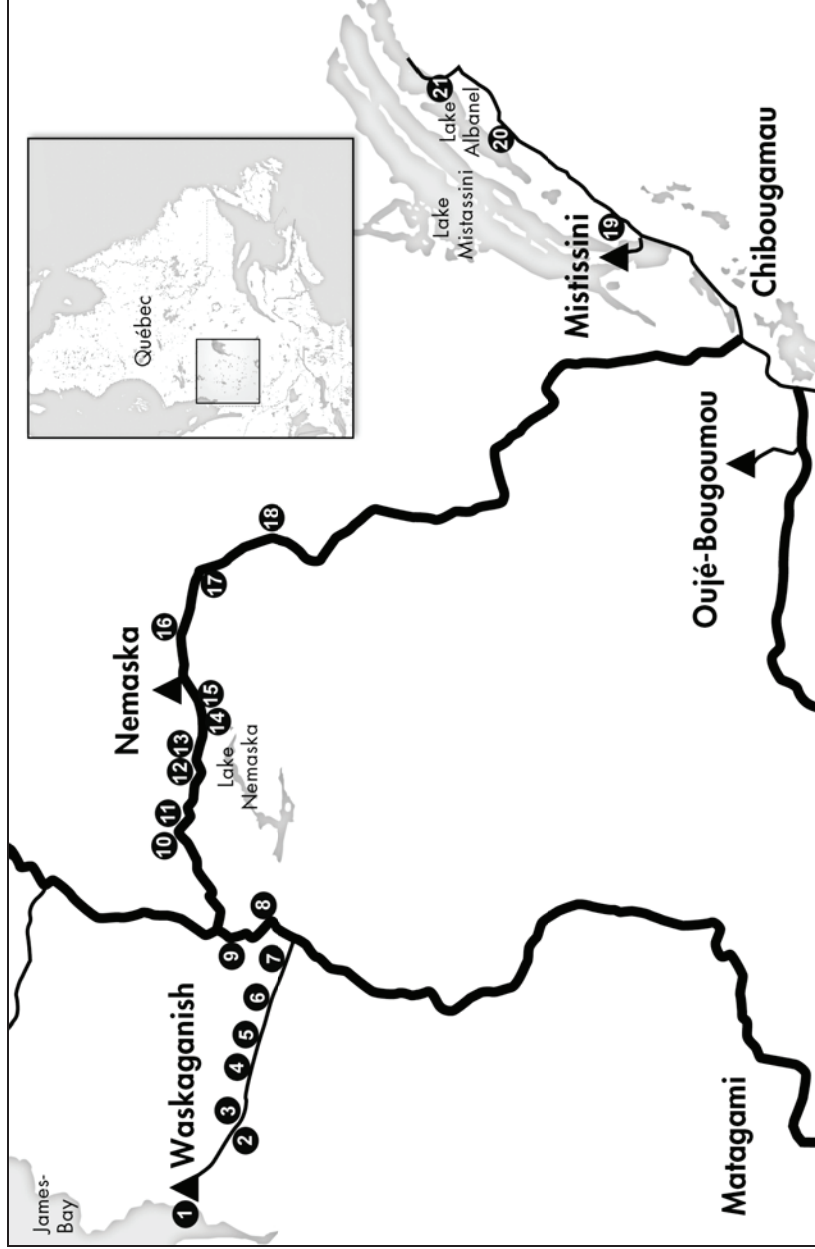 James-
Bay
Québec
Nemaska
Waskaganish
1
2
3
4
5
6
7
8
9
10
11
12
13
14
15
16
17
18
Lake
Nemaska
Lake
Mistassini
Lake
Albanel
21
20
19
Mistissini
Chibougamau
Oujé-Bougoumou
Matagami